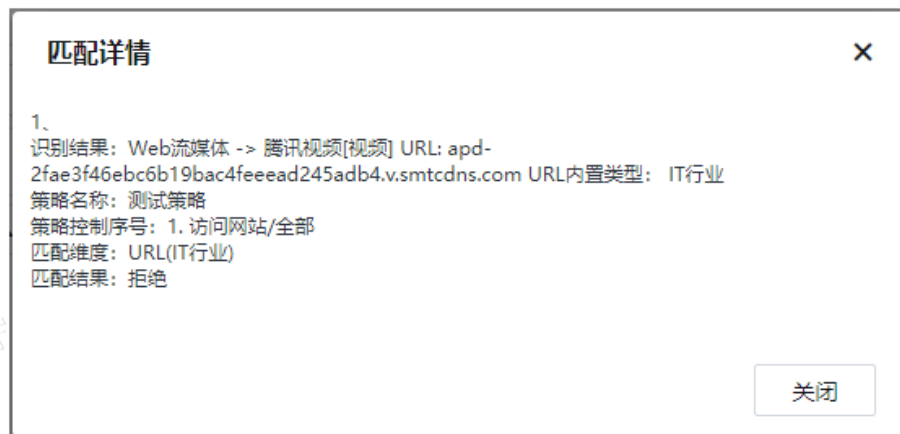 匹配详情
1、
识别结果：Web流媒体 -> 腾讯视频[视频] URL: apd-
2fae3f46ebc6b19bac4feeead245adb4.v.smtcdns.com URL内置类型： IT行业
策略名称：测试策略
策略控制序号：1. 访问网站/全部
匹配维度：URL(IT行业)
匹配结果：拒绝
关闭